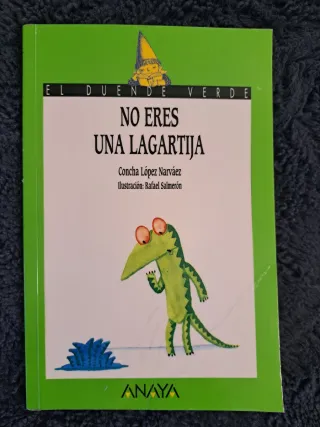 EL DUENDE VERDE
NO ERES
UNA LAGARTIJA
Concha López Narváez
Ilustración: Rafael Salmerón
ANAYA